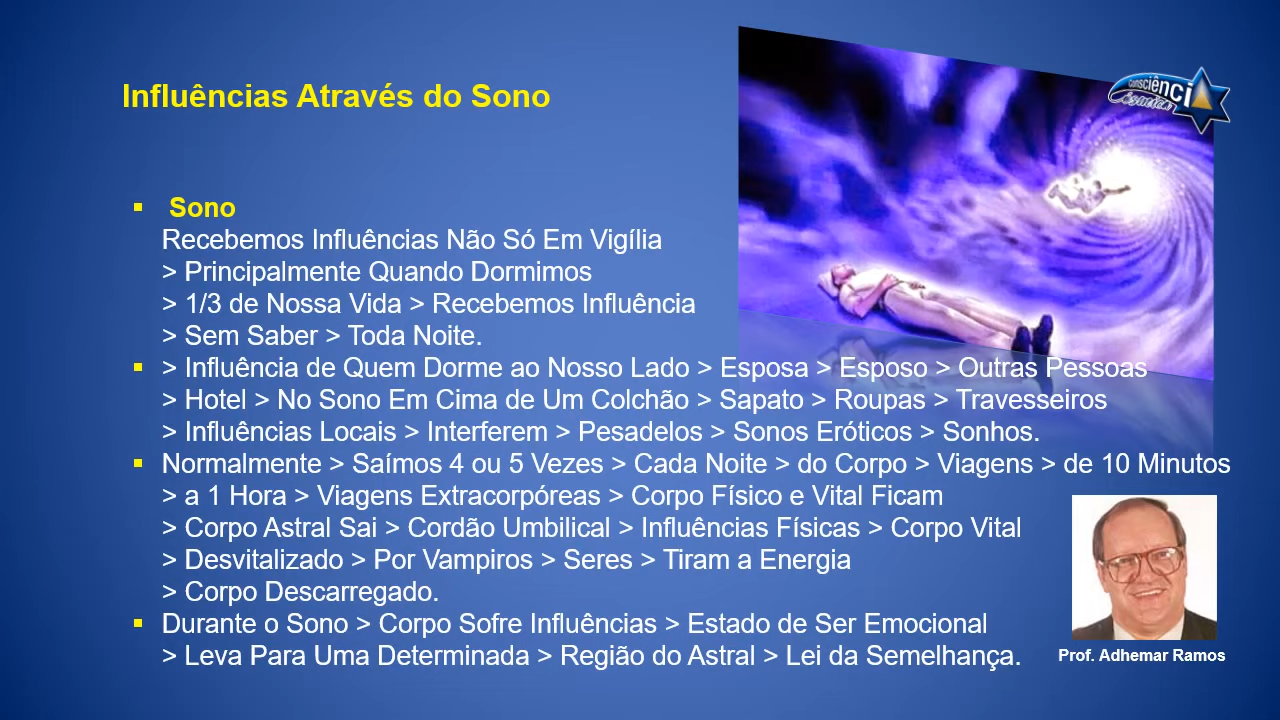 Influências Através do Sono
consciênciA
Cósmica
Sono
Recebemos Influências Não Só Em Vigília
> Principalmente Quando Dormimos
> 1/3 de Nossa Vida > Recebemos Influência
> Sem Saber > Toda Noite.
> Influência de Quem Dorme ao Nosso Lado > Esposa > Esposo > Outras Pessoas
> Hotel > No Sono Em Cima de Um Colchão > Sapato > Roupas > Travesseiros
> Influências Locais > Interferem > Pesadelos > Sonos Eróticos > Sonhos.
Normalmente > Saímos 4 ou 5 Vezes > Cada Noite > do Corpo > Viagens > de 10 Minutos
> a 1 Hora > Viagens Extracorpóreas > Corpo Físico e Vital Ficam
> Corpo Astral Sai > Cordão Umbilical > Influências Físicas > Corpo Vital
> Desvitalizado > Por Vampiros > Seres > Tiram a Energia
> Corpo Descarregado.
Durante o Sono > Corpo Sofre Influências > Estado de Ser Emocional
> Leva Para Uma Determinada > Região do Astral > Lei da Semelhança.
Prof. Adhemar Ramos